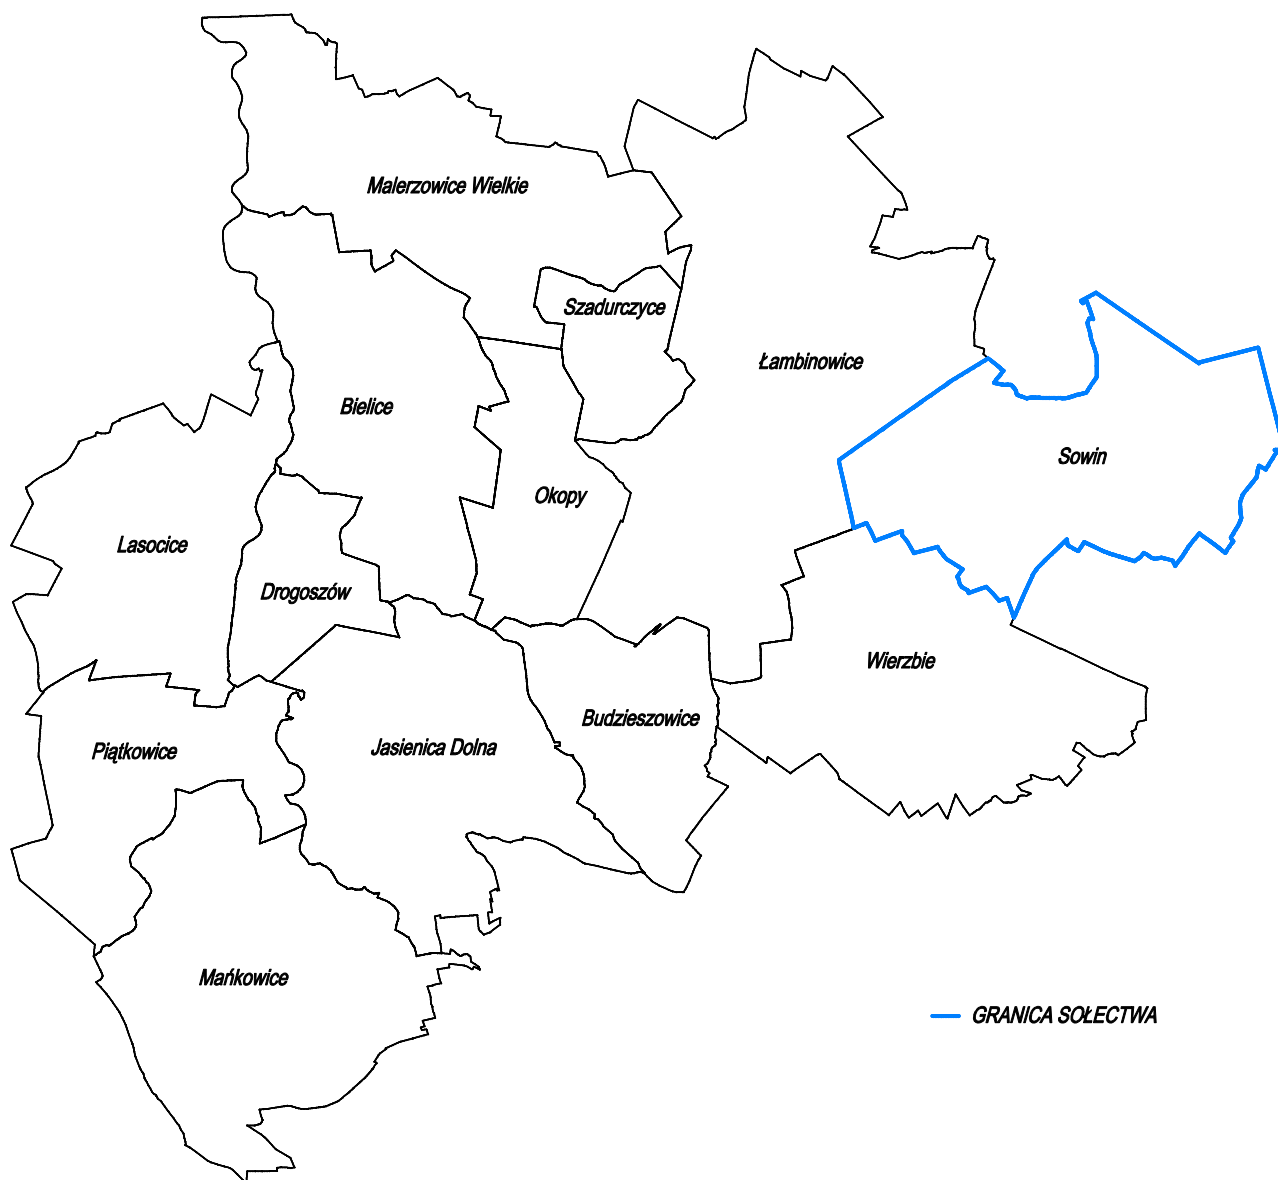 Malerzowice Wielkie
Szadurczyce
Łambinowice
Bielice
Sowin
Okopy
Lasocice
Drogoszów
Wierzbie
Budzieszowice
Piątkowice
Jasienica Dolna
Mańkowice
GRANICA SOŁECTWA